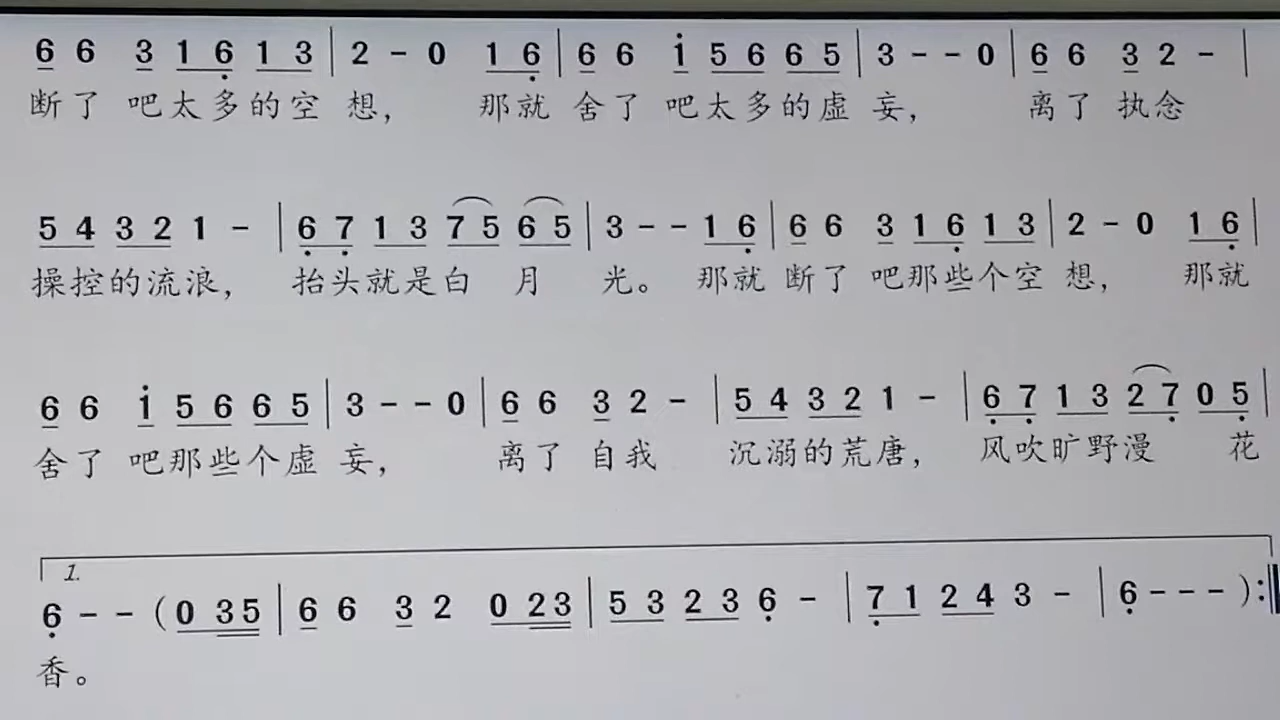 6 6 3 1 6 1 3 | 2 - 0 1 6 | 6 6 i 5 6 6 5 | 3 - - 0 | 6 6 3 2 - |
断了 吧太多的空 想, 那就 舍了 吧太多的虚 妄, 离了 执念
5 4 3 2 1 - | 6 7 1 3 7 5 6 5 | 3 - - 1 6 | 6 6 3 1 6 1 3 | 2 - 0 1 6 |
操控的流浪, 抬头就是白 月 光。 那就 断了 吧那些个空 想, 那就
6 6 i 5 6 6 5 | 3 - - 0 | 6 6 3 2 - | 5 4 3 2 1 - | 6 7 1 3 2 7 0 5 |
舍了 吧那些个虚 妄, 离了 自我 沉溺的荒唐, 风吹旷野漫 花
1.
6 - - (0 3 5 | 6 6 3 2 0 2 3 | 5 3 2 3 6 - | 7 1 2 4 3 - | 6 - - - ) :||
香。